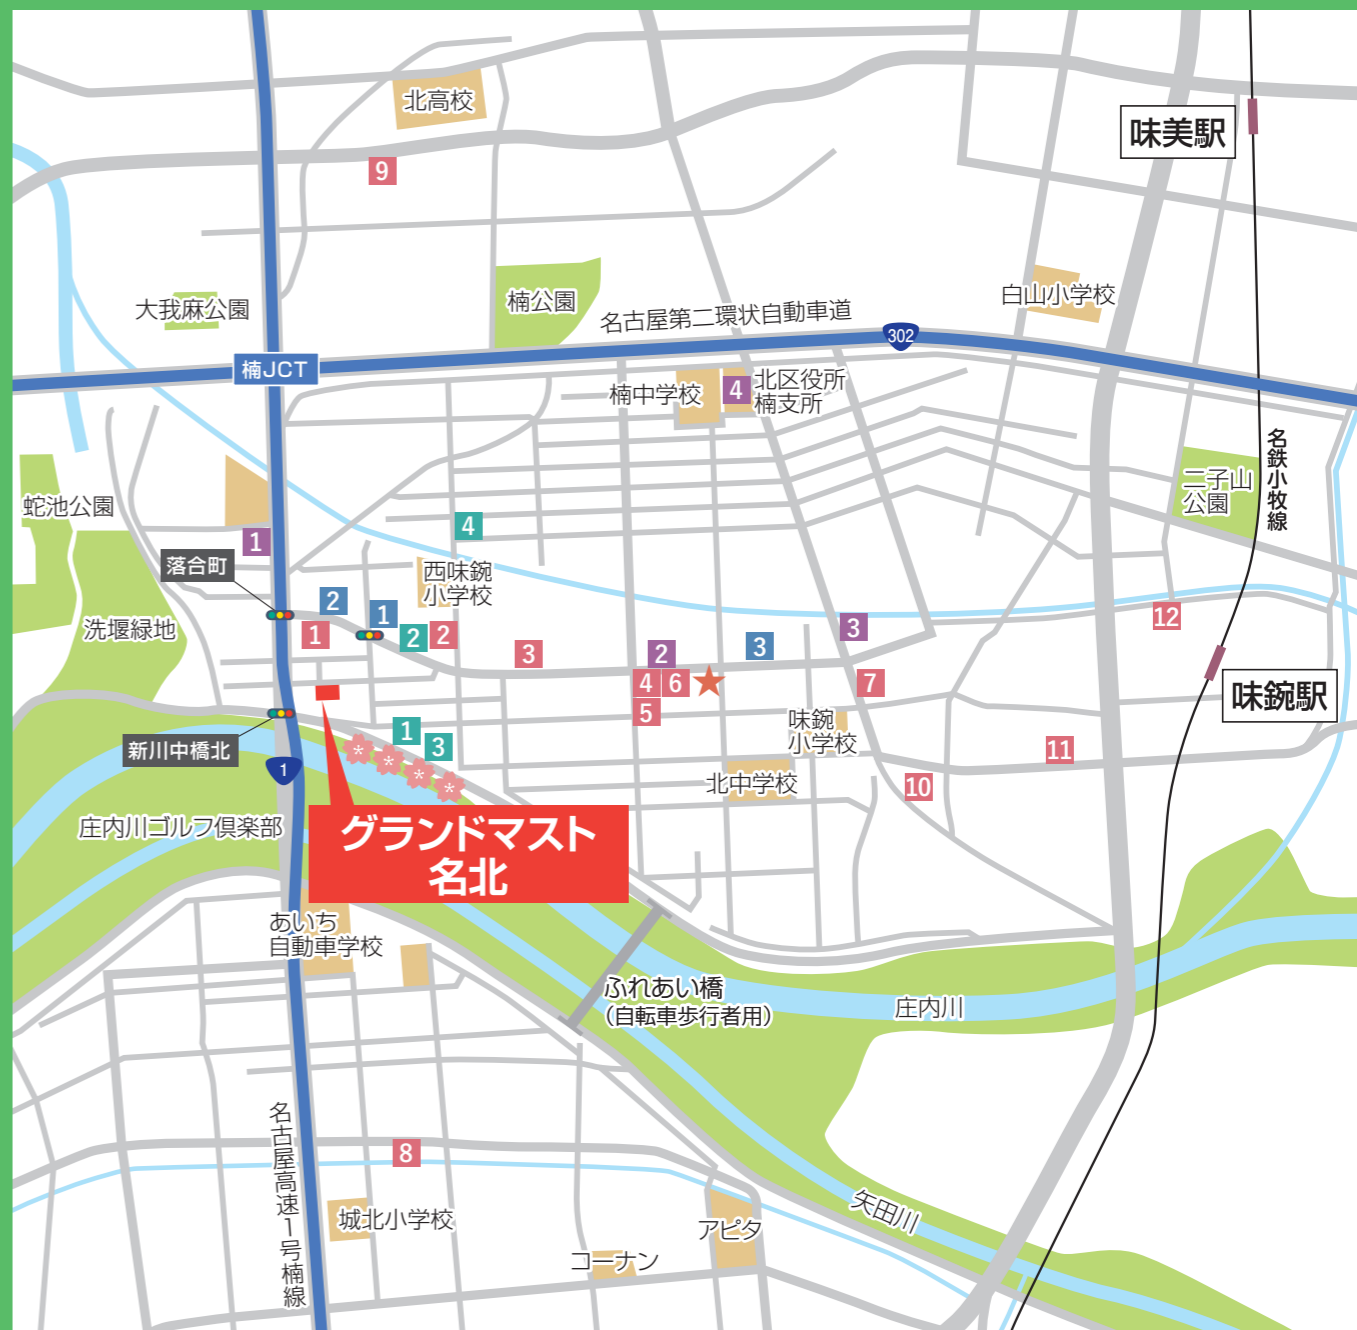 北高校
味美駅
9
大我麻公園
楠公園
白山小学校
名古屋第二環状自動車道
302
楠JCT
楠中学校
4
北区役所
楠支所
名鉄小牧線
二子山
公園
蛇池公園
1
4
落合町
西味鋺
小学校
2
1
洗堰緑地
1
2
2
3
2
3
3
12
4
6
5
7
味鋺駅
味鋺
小学校
新川中橋北
1
3
11
1
北中学校
10
庄内川ゴルフ倶楽部
グランドマスト
名北
あいち
自動車学校
ふれあい橋
（自転車歩行者用）
庄内川
名古屋高速1号楠線
8
矢田川
城北小学校
アピタ
コーナン